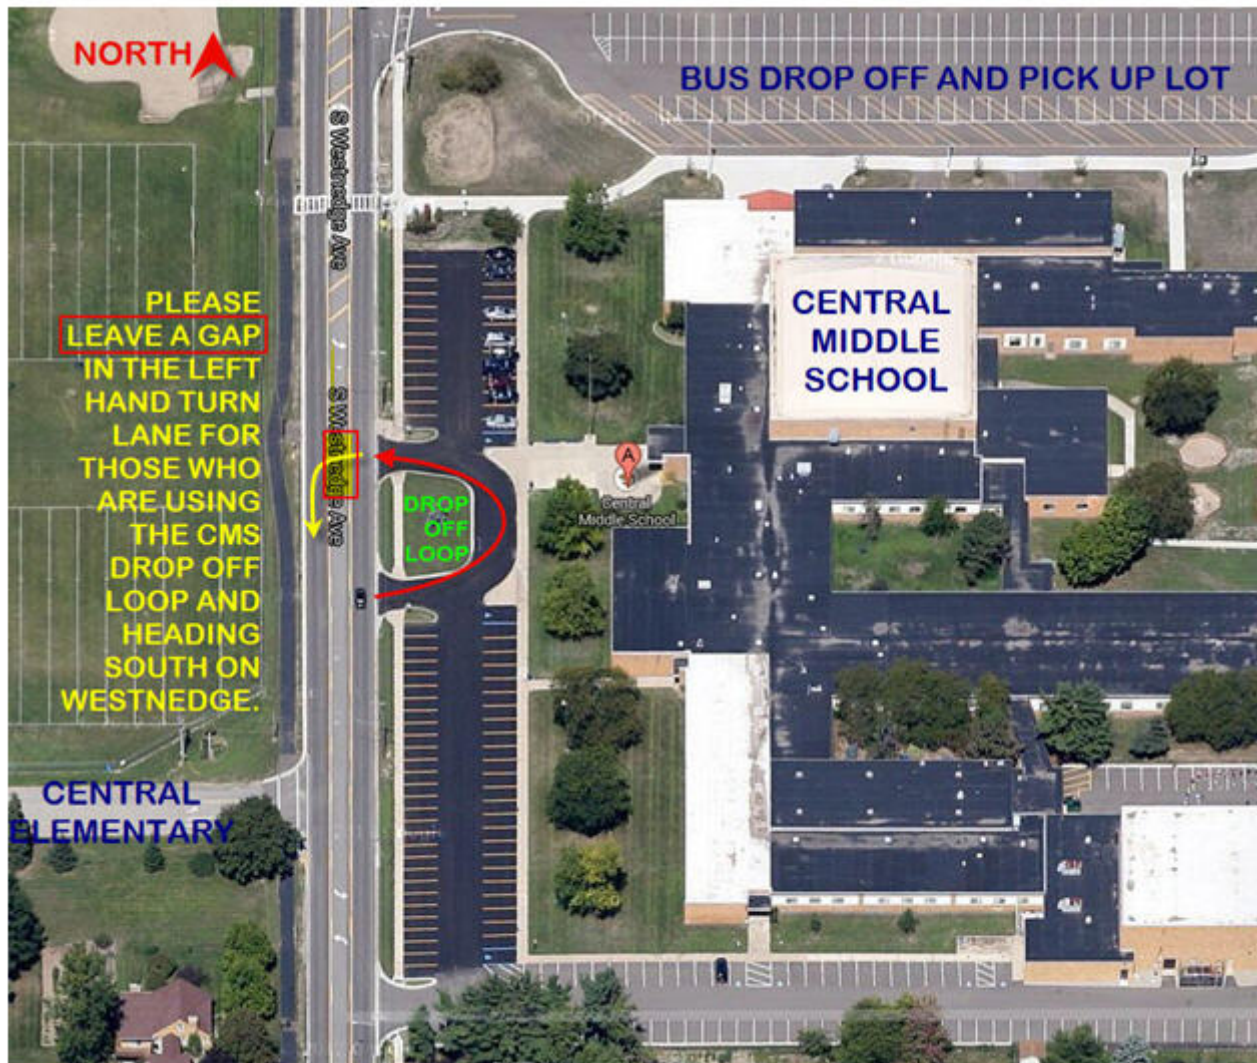 NORTH
BUS DROP OFF AND PICK UP LOT
S Westnedge Ave
PLEASE
LEAVE A GAP
IN THE LEFT
HAND TURN
LANE FOR
THOSE WHO
ARE USING
THE CMS
DROP OFF
LOOP AND
HEADING
SOUTH ON
WESTNEDGE.
CENTRAL
MIDDLE
SCHOOL
S Westnedge Ave
A
Central
Middle School
DROP
OFF
LOOP
CENTRAL
ELEMENTARY